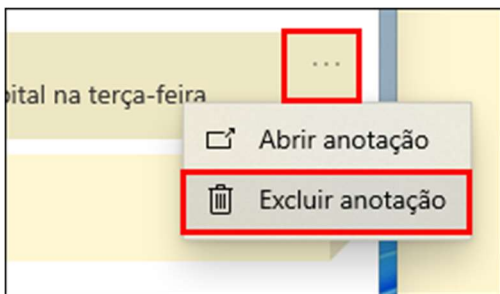 ...
pital na terça-feira
Abrir anotação
Excluir anotação